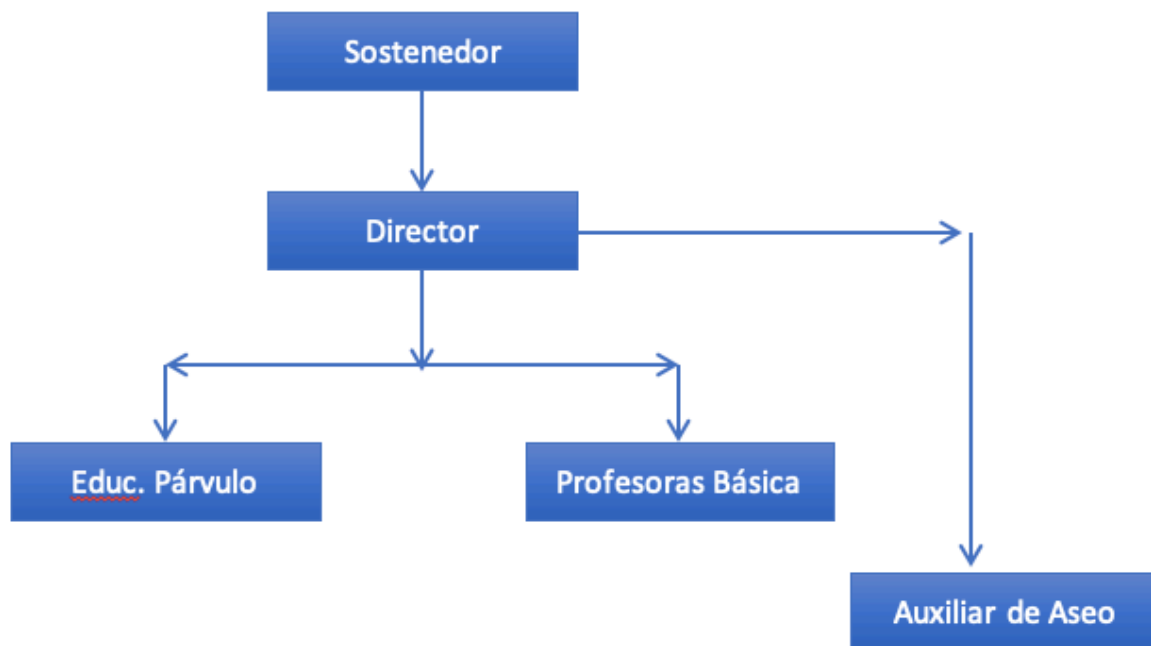 Sostenedor
Director
Educ. Párvulo
Profesoras Básica
Auxiliar de Aseo